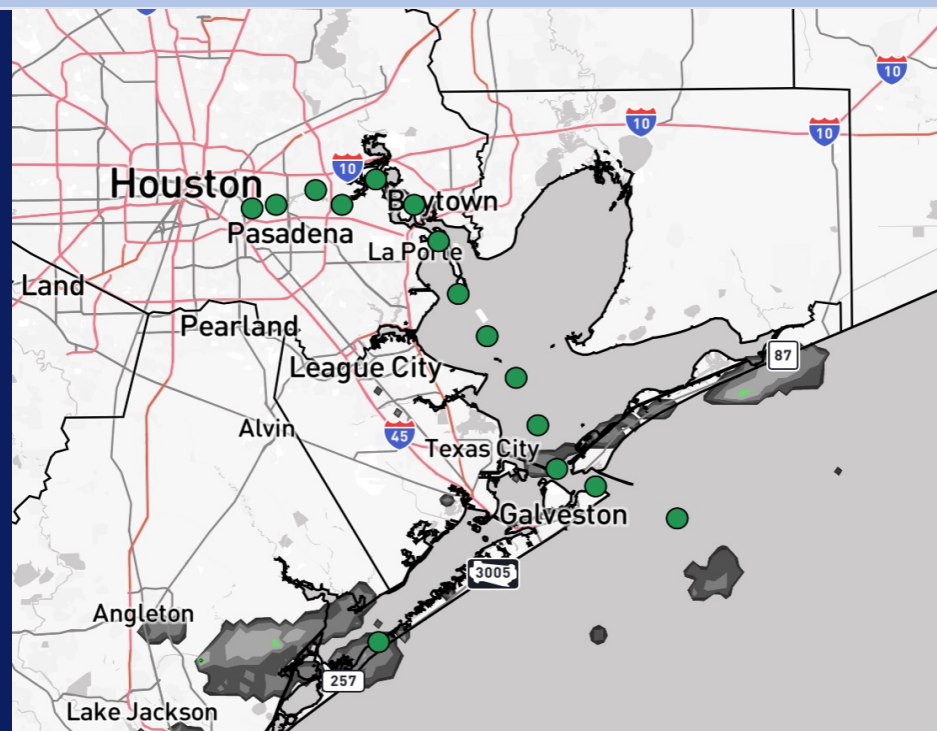 10
10
10
10
Houston
Baytown
Pasadena
La Porte
Land
Pearland
87
League City
Alvin
45
Texas City
Galveston
3005
Angleton
257
Lake Jackson